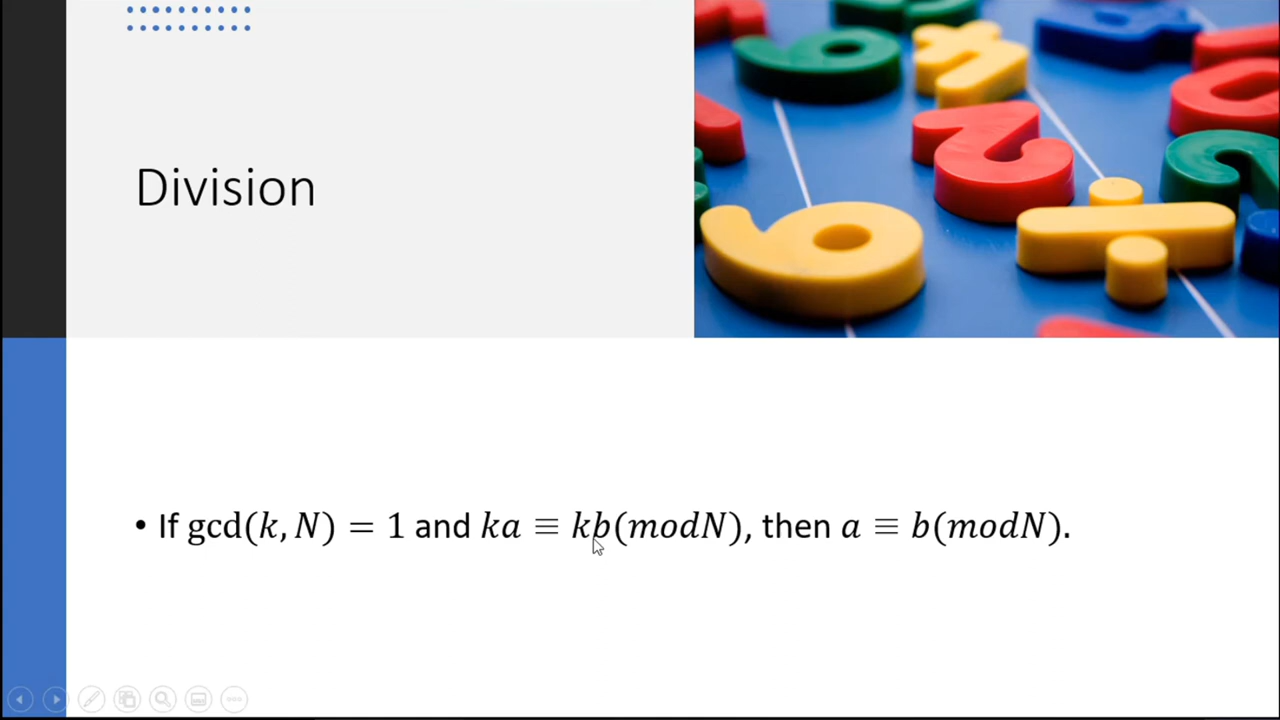 Division
• If gcd(k, N) = 1 and ka ≡ kb(modN), then a ≡ b(modN).